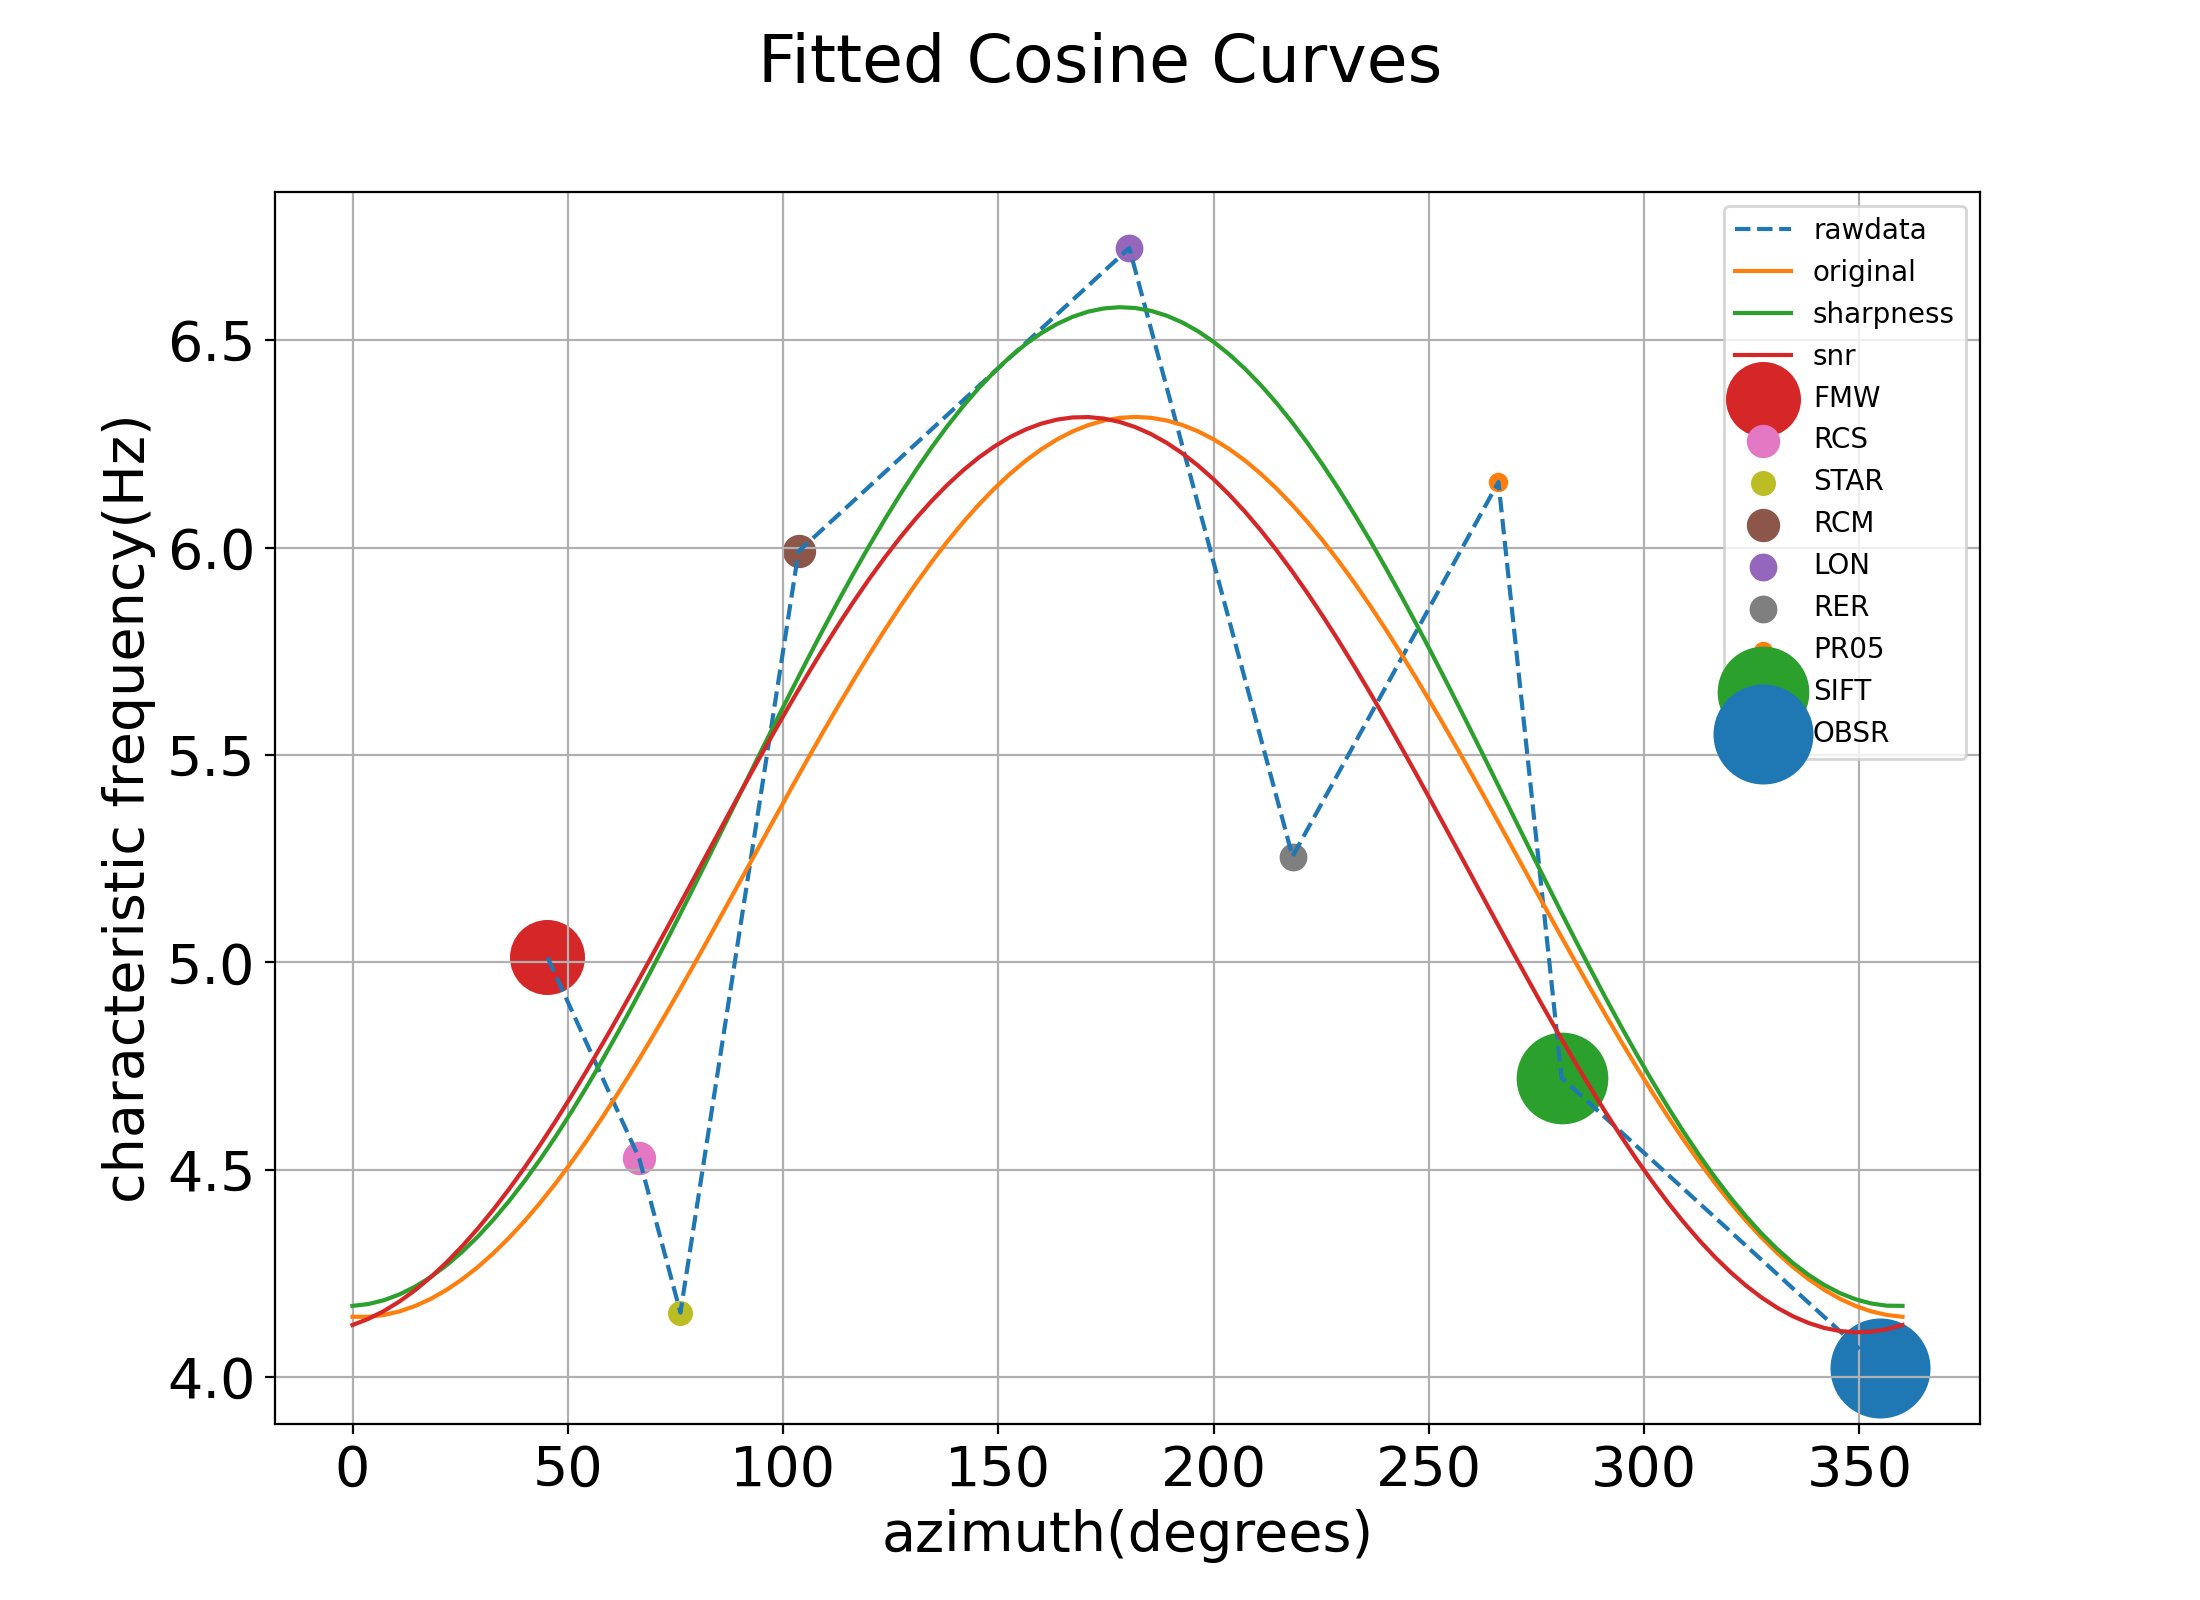 Fitted Cosine Curves
characteristic frequency(Hz)
6.5
6.0
5.5
5.0
4.5
4.0
rawdata
original
sharpness
snr
FMW
RCS
STAR
RCM
LON
RER
PR05
SIFT
OBSR
0 50 100 150 200 250 300 350
azimuth(degrees)